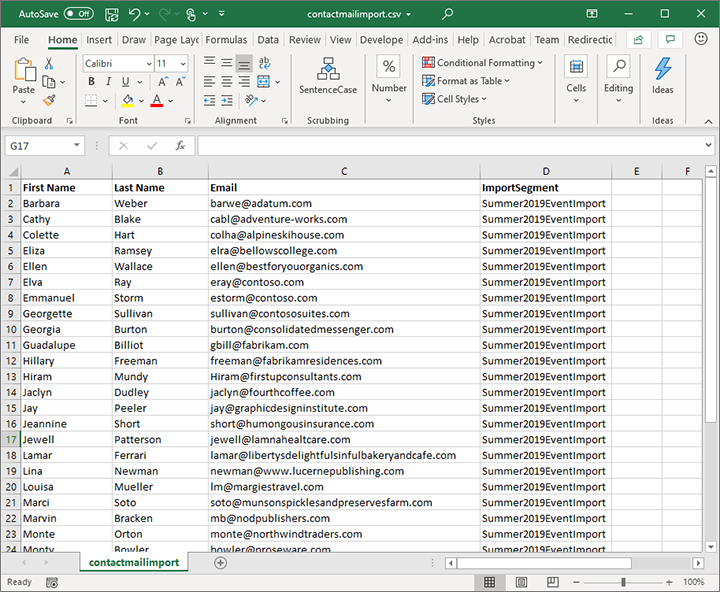 AutoSave Off contactmailimport.csv
File Home Insert Draw Page Layo Formulas Data Review View Develope Add-ins Help Acrobat Team Redirectic
Paste Calibri 11 SentenceCase % Number Conditional Formatting Cells Editing Ideas
B I U A A Format as Table
A Cell Styles
Clipboard Font Alignment Scrubbing Styles Ideas
G17 fx
A B C D E F
1 First Name Last Name Email ImportSegment
2 Barbara Weber barwe@adatum.com Summer2019EventImport
3 Cathy Blake cabl@adventure-works.com Summer2019EventImport
4 Colette Hart colha@alpineskihouse.com Summer2019EventImport
5 Eliza Ramsey elra@bellowscollege.com Summer2019EventImport
6 Ellen Wallace ellen@bestforyouorganics.com Summer2019EventImport
7 Elva Ray eray@contoso.com Summer2019EventImport
8 Emmanuel Storm estorm@contoso.com Summer2019EventImport
9 Georgette Sullivan sullivan@contososuites.com Summer2019EventImport
10 Georgia Burton burton@consolidatedmessenger.com Summer2019EventImport
11 Guadalupe Billiot gbill@fabrikam.com Summer2019EventImport
12 Hillary Freeman freeman@fabrikamresidences.com Summer2019EventImport
13 Hiram Mundy Hiram@firstupconsultants.com Summer2019EventImport
14 Jaclyn Dudley jaclyn@fourthcoffee.com Summer2019EventImport
15 Jay Peeler jay@graphicdesigninstitute.com Summer2019EventImport
16 Jeannine Short short@humongousinsurance.com Summer2019EventImport
17 Jewell Patterson jewell@lamnahealtcare.com Summer2019EventImport
18 Lamar Ferrari lamar@libertysdelightfulsinfulbakeryandcafe.com Summer2019EventImport
19 Lina Newman newman@www.lucernepublishing.com Summer2019EventImport
20 Louisa Mueller lm@margiestravel.com Summer2019EventImport
21 Marci Soto soto@munsonspicklesandpreservesfarm.com Summer2019EventImport
22 Marvin Bracken mb@nodpublishers.com Summer2019EventImport
23 Monte Orton monte@northwindtraders.com Summer2019EventImport
24 Monty Bowler bowler@proseware.com Summer2019EventImport
contactmailimport
Ready 100%